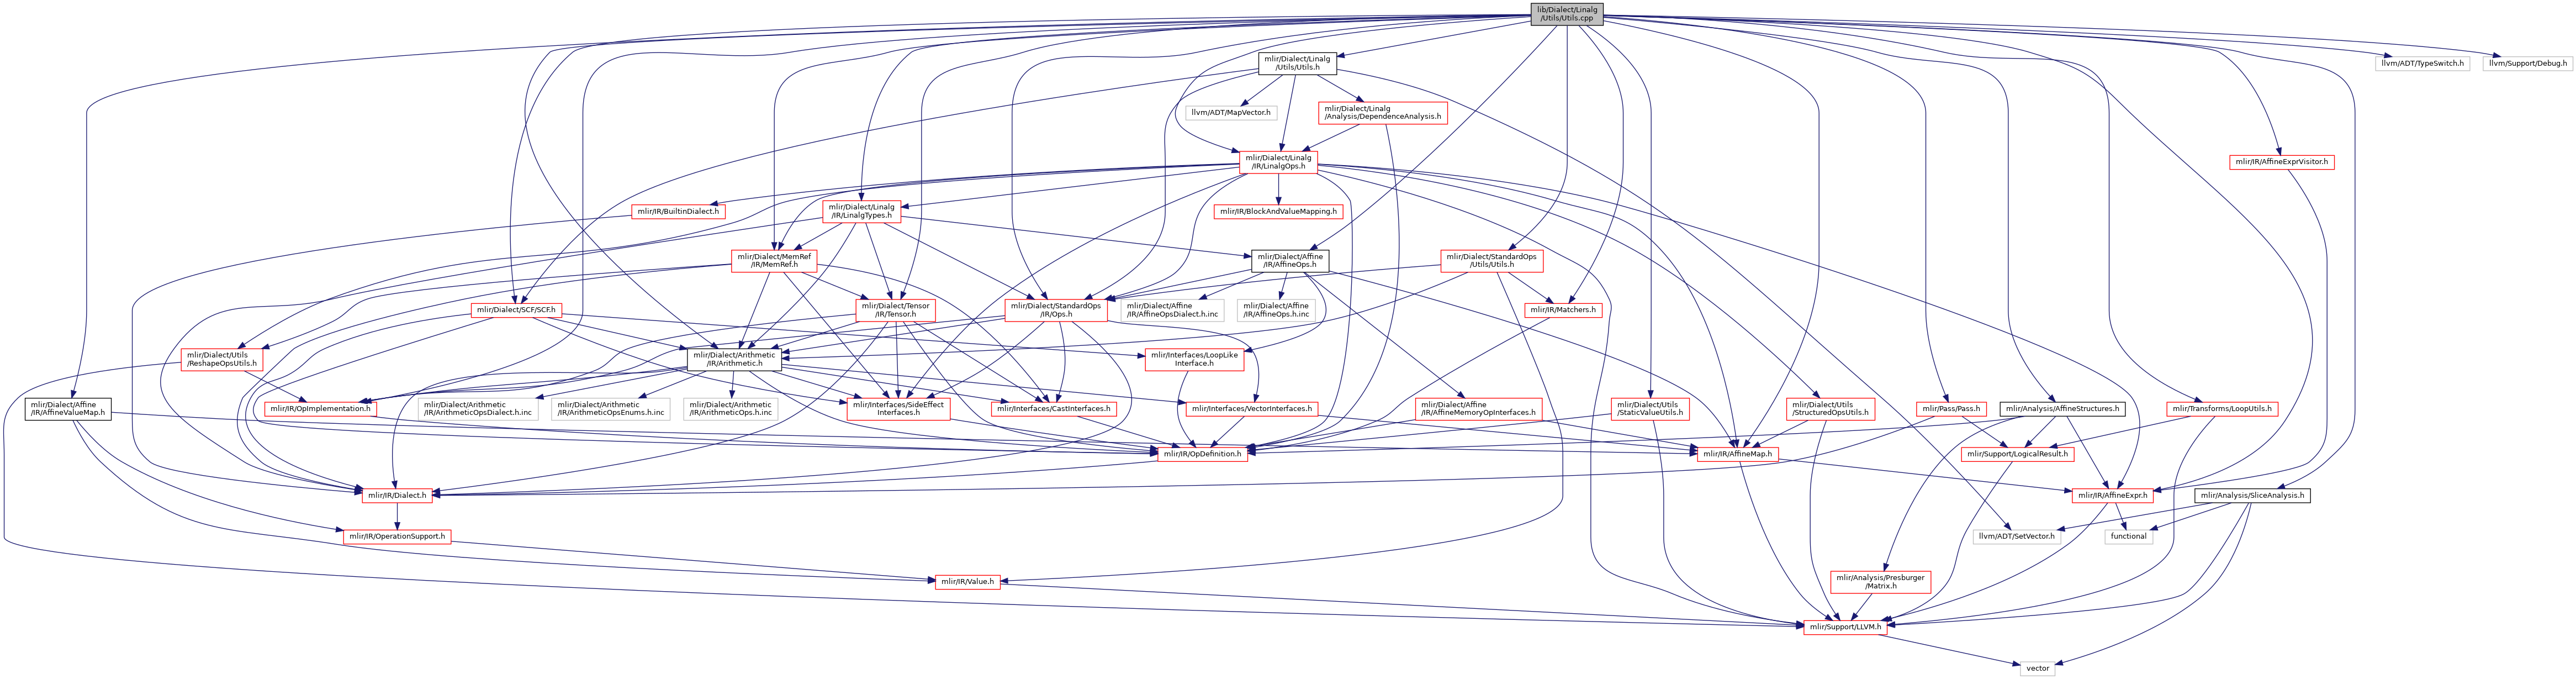 lib/Dialect/Linalg
/Utils/Utils.cpp
mlir/Dialect/Linalg
/Utils/Utils.h
llvm/ADT/TypeSwitch.h
llvm/Support/Debug.h
llvm/ADT/MapVector.h
mlir/Dialect/Linalg
/Analysis/DependenceAnalysis.h
mlir/Dialect/Linalg
/IR/LinalgOps.h
mlir/IR/AffineExprVisitor.h
mlir/IR/BuiltinDialect.h
mlir/Dialect/Linalg
/IR/LinalgTypes.h
mlir/IR/BlockAndValueMapping.h
mlir/Dialect/MemRef
/IR/MemRef.h
mlir/Dialect/Affine
/IR/AffineOps.h
mlir/Dialect/StandardOps
/Utils/Utils.h
mlir/Dialect/SCF/SCF.h
mlir/Dialect/Tensor
/IR/Tensor.h
mlir/Dialect/StandardOps
/IR/Ops.h
mlir/Dialect/Affine
/IR/AffineOpsDialect.h.inc
mlir/Dialect/Affine
/IR/AffineOps.h.inc
mlir/IR/Matchers.h
mlir/Dialect/Utils
/ReshapeOpsUtils.h
mlir/Dialect/Arithmetic
/IR/Arithmetic.h
mlir/Interfaces/LoopLike
Interface.h
mlir/Dialect/Affine
/IR/AffineValueMap.h
mlir/IR/OpImplementation.h
mlir/Dialect/Arithmetic
/IR/ArithmeticOpsDialect.h.inc
mlir/Dialect/Arithmetic
/IR/ArithmeticOpsEnums.h.inc
mlir/Dialect/Arithmetic
/IR/ArithmeticOps.h.inc
mlir/Interfaces/SideEffect
Interfaces.h
mlir/Interfaces/CastInterfaces.h
mlir/Interfaces/VectorInterfaces.h
mlir/Dialect/Affine
/IR/AffineMemoryOpInterfaces.h
mlir/Dialect/Utils
/StaticValueUtils.h
mlir/Dialect/Utils
/StructuredOpsUtils.h
mlir/Pass/Pass.h
mlir/Analysis/AffineStructures.h
mlir/Transforms/LoopUtils.h
mlir/IR/OpDefinition.h
mlir/IR/AffineMap.h
mlir/Support/LogicalResult.h
mlir/IR/Dialect.h
mlir/IR/AffineExpr.h
mlir/Analysis/SliceAnalysis.h
mlir/IR/OperationSupport.h
llvm/ADT/SetVector.h
functional
mlir/IR/Value.h
mlir/Analysis/Presburger
/Matrix.h
mlir/Support/LLVM.h
vector